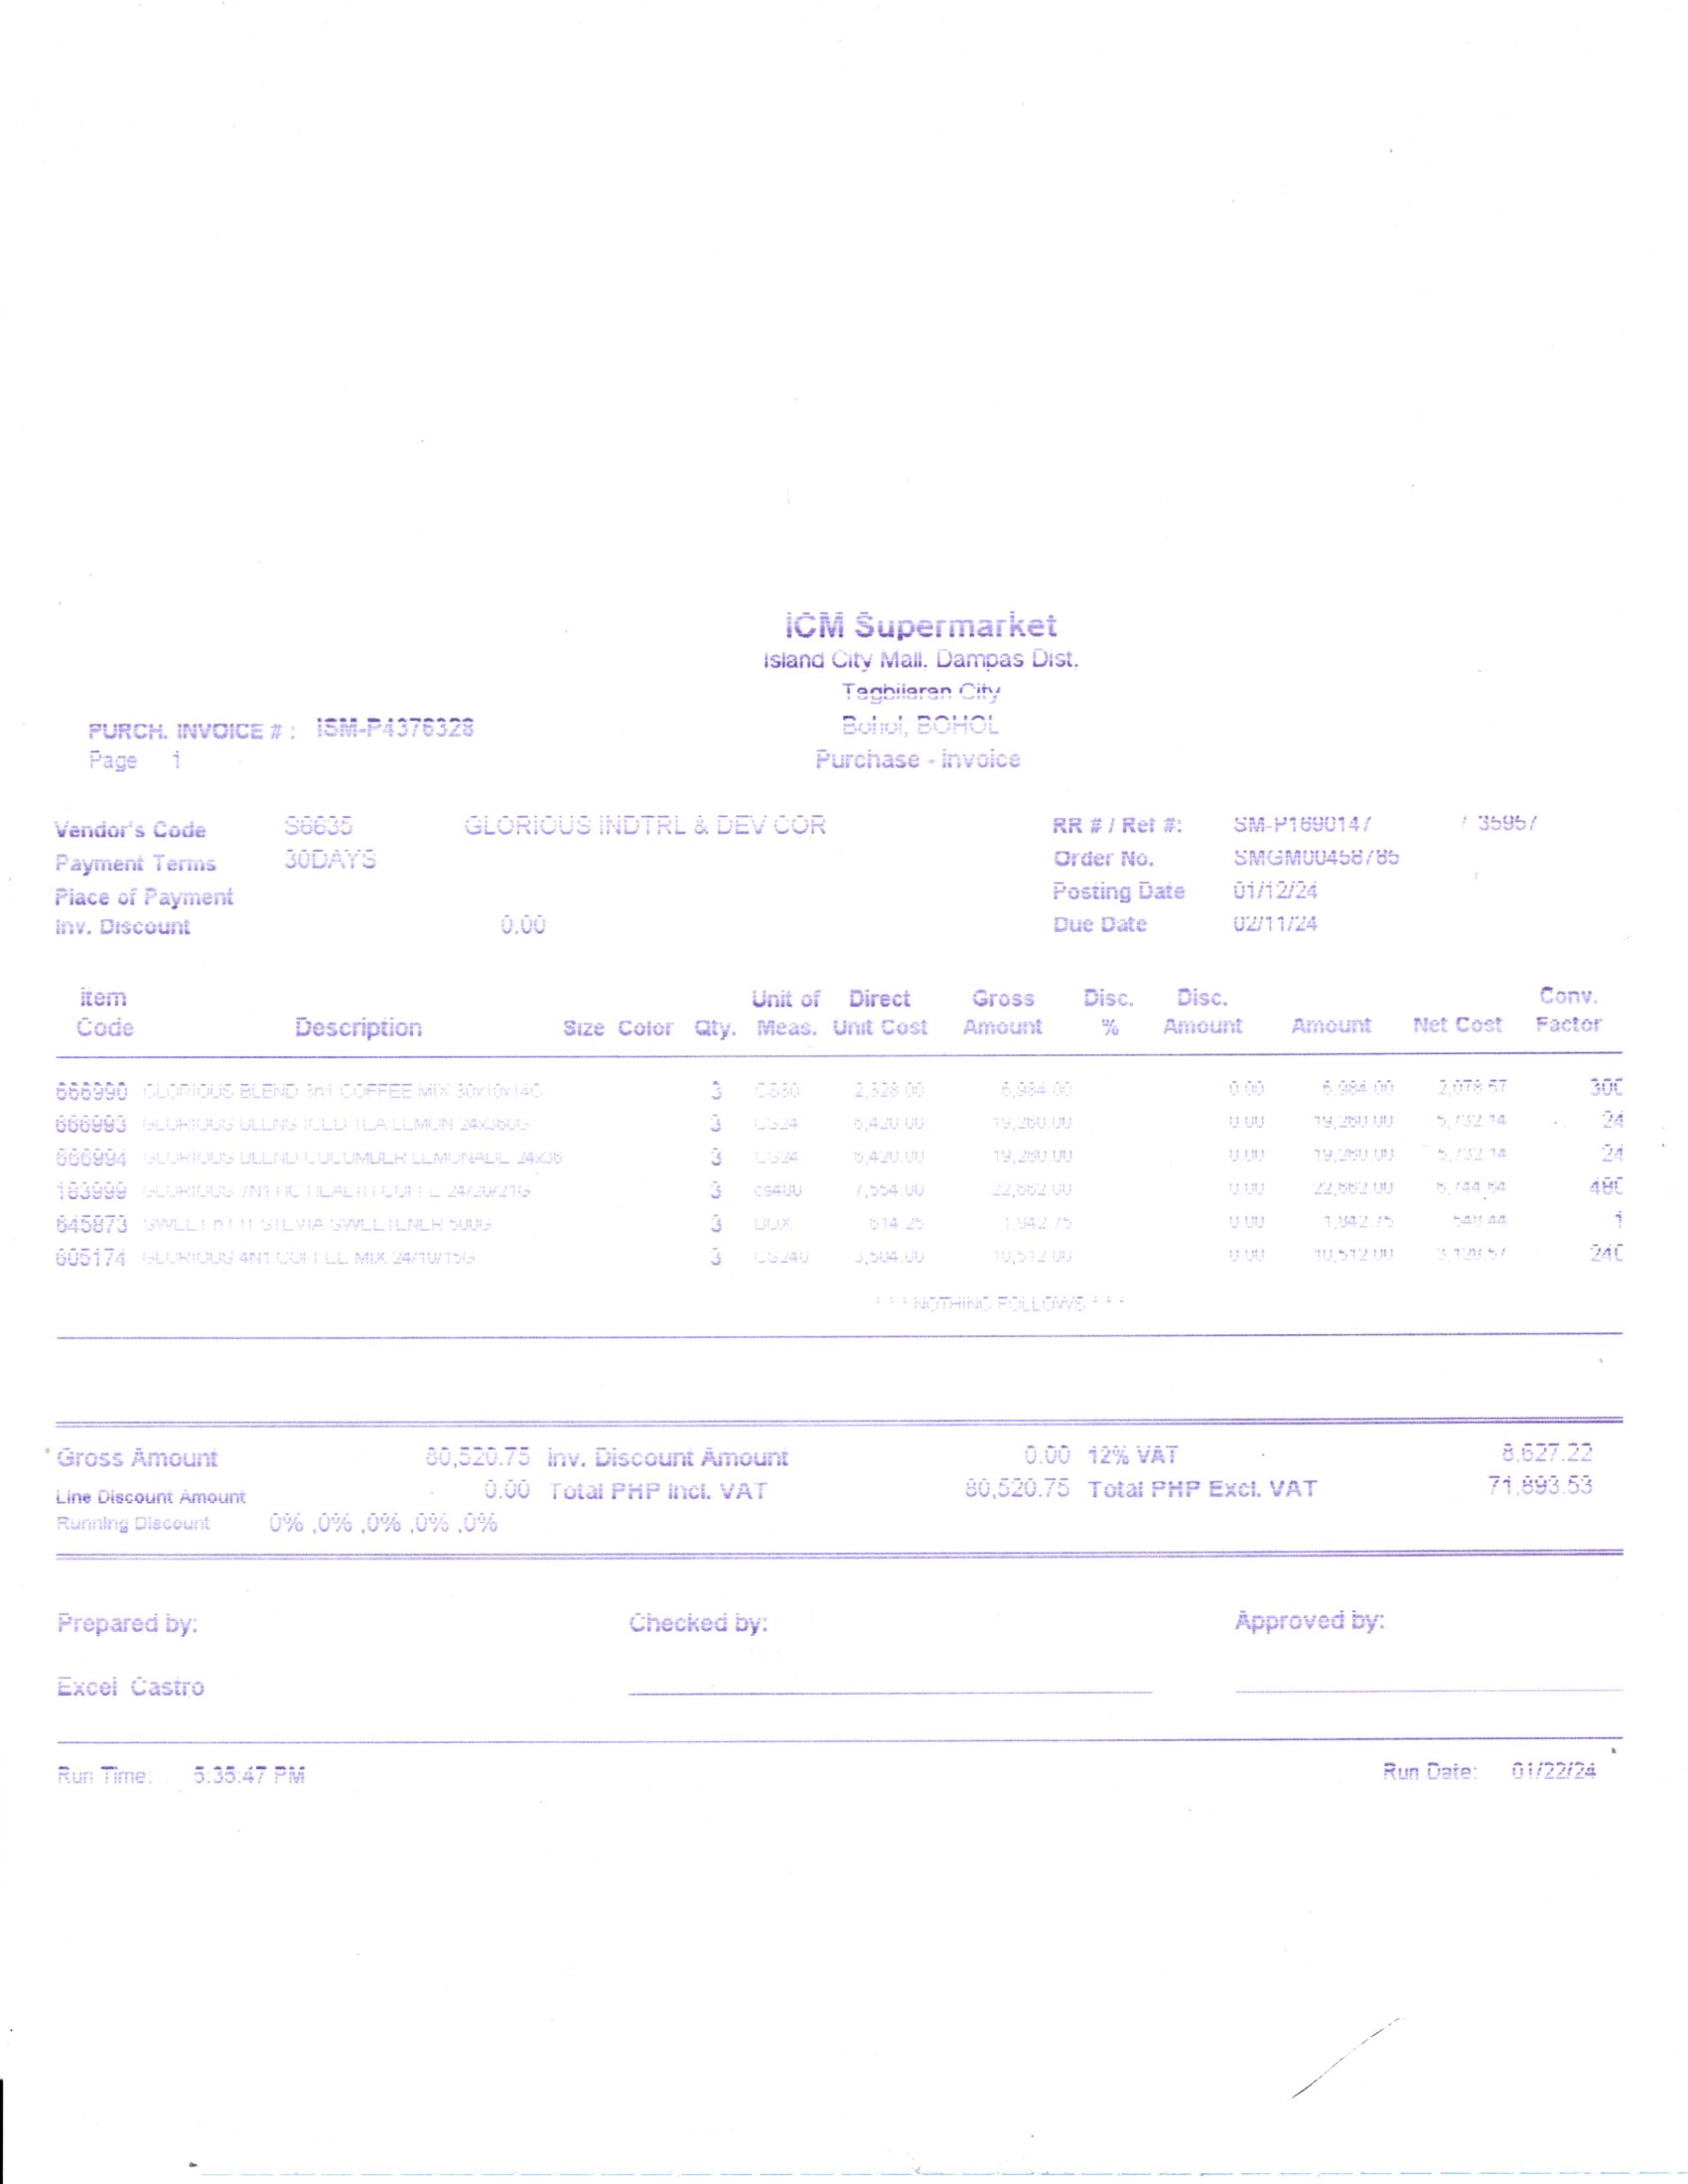 ICM Supermarket
Island City Mall. Dampas Dist.
Tagbilaran City
Bohol, BOHOL
Purchase - Invoice
PURCH. INVOICE # : ISM-P4376328
Page 1
Vendor's Code S6635 GLORIOUS INDTRL & DEV COR RR # / Ref #: SM-P1690147 / 35957
Payment Terms 30DAYS Order No. SMGM00458785
Place of Payment Posting Date 01/12/24
Inv. Discount 0.00 Due Date 02/11/24
Item Code Description Size Color Qty. Unit of Meas. Direct Unit Cost Gross Amount Disc. % Disc. Amount Amount Net Cost Conv. Factor
666990 GLORIOUS BLEND 3n1 COFFEE MIX 30x10x14G 3 CS30 2,328.00 6,984.00 0.00 6,984.00 2,078.57 300
666993 GLORIOUS BLENS ICED TEA LEMON 24X360G 3 CS24 6,420.00 19,260.00 0.00 19,260.00 5,732.14 24
666994 GLORIOUS BLEND CUCUMBER LEMONADE 24X36 3 CS24 6,420.00 19,260.00 0.00 19,260.00 5,732.14 24
183999 GLORIOUS 7N1 HEALTH COFFE 24/20/21G 3 cs480 7,554.00 22,662.00 0.00 22,662.00 6,744.64 480
645873 SWEET STEVIA SWEETENER 500G 3 BOX 614.25 1,842.75 0.00 1,842.75 548.44 1
605174 GLORIOUS 4N1 COFFEE MIX 24/10/15G 3 CS240 3,504.00 10,512.00 0.00 10,512.00 3,128.57 240
* * * NOTHING FOLLOWS * * *
Gross Amount 80,520.75 Inv. Discount Amount 0.00 12% VAT 8,627.22
Line Discount Amount 0.00 Total PHP Incl. VAT 80,520.75 Total PHP Excl. VAT 71,893.53
Running Discount 0% ,0% ,0% ,0% ,0%
Prepared by: Checked by: Approved by:
Excel Castro
Run Time: 5:35:47 PM Run Date: 01/22/24